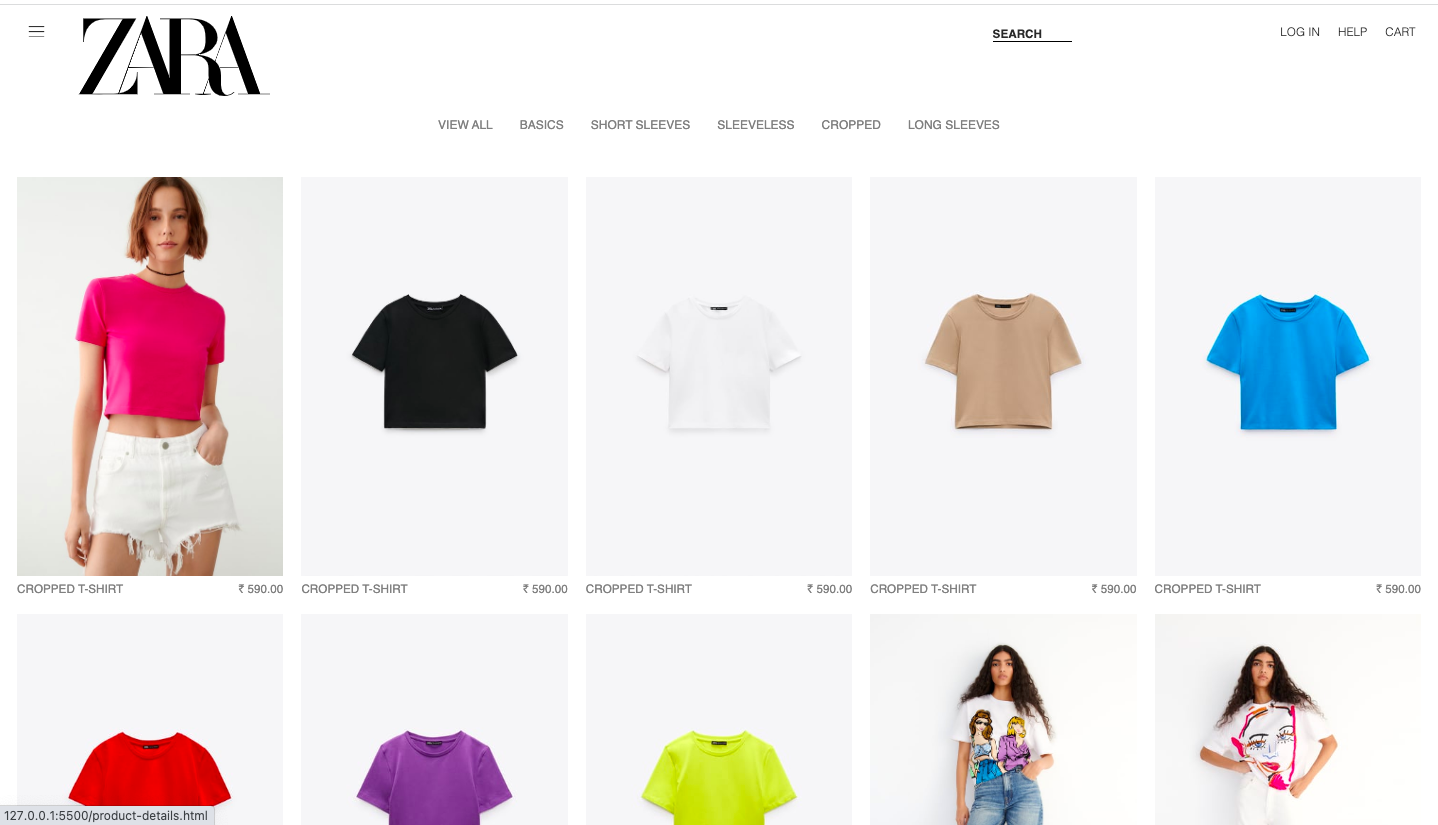 ZARA
SEARCH
LOG IN HELP CART
VIEW ALL BASICS SHORT SLEEVES SLEEVELESS CROPPED LONG SLEEVES
CROPPED T-SHIRT ₹ 590.00 CROPPED T-SHIRT ₹ 590.00 CROPPED T-SHIRT ₹ 590.00 CROPPED T-SHIRT ₹ 590.00 CROPPED T-SHIRT ₹ 590.00
127.0.0.1:5500/product-details.html